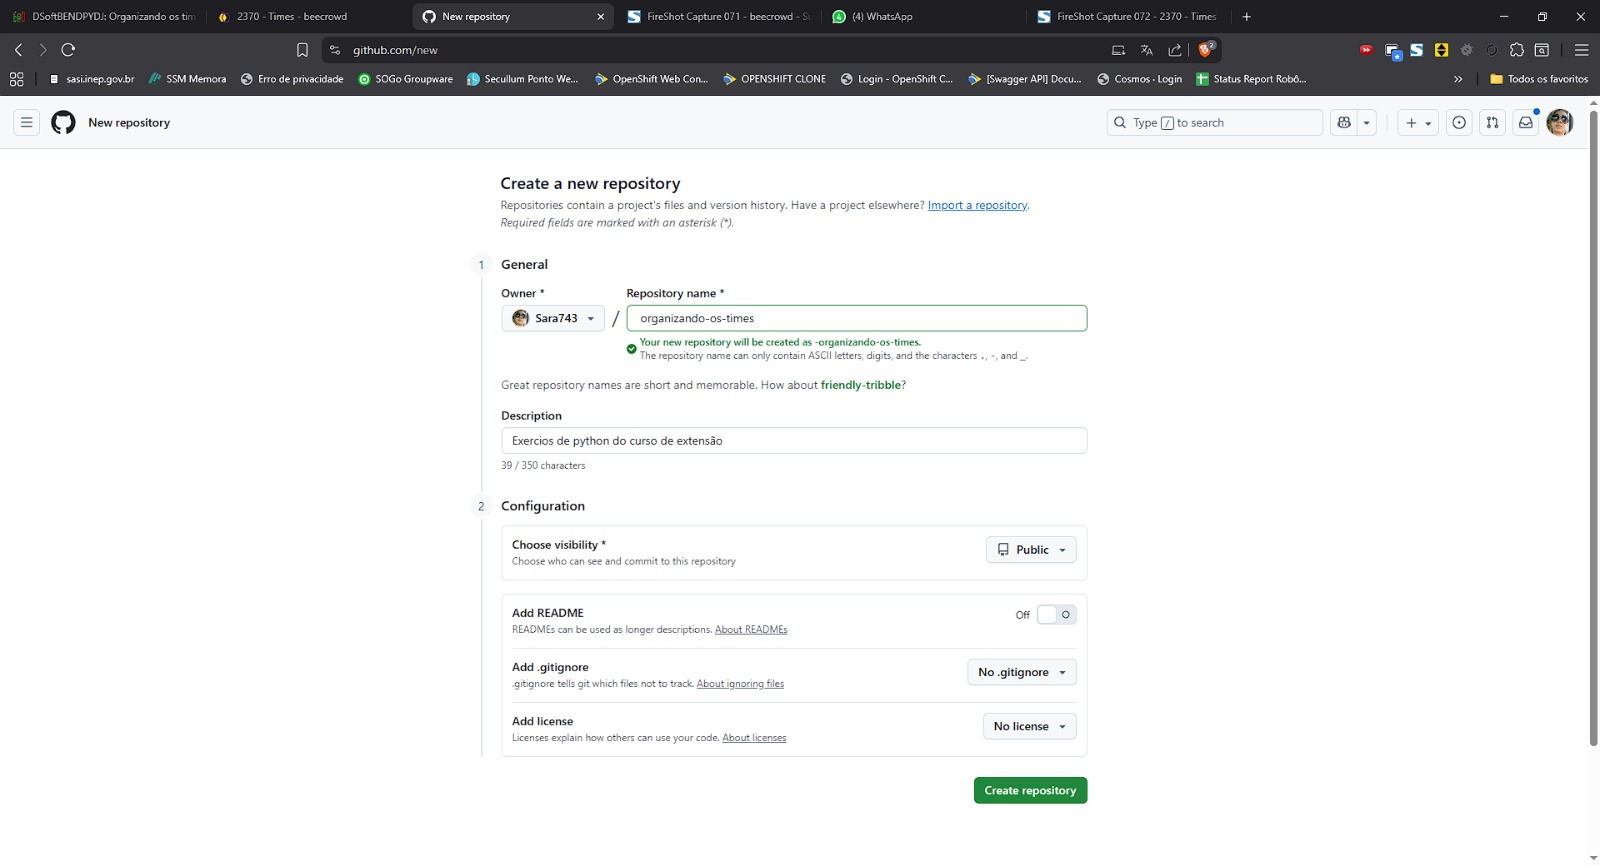 DSoftBENDPYDJ: Organizando os tim
2370 - Times - beecrowd
New repository
FireShot Capture 071 - beecrowd - S
(4) WhatsApp
FireShot Capture 072 - 2370 - Times
github.com/new
2
sasi.inep.gov.br
SSM Memora
Erro de privacidade
SOGo Groupware
Secullum Ponto We...
OpenShift Web Con...
OPENSHIFT CLONE
Login - OpenShift C...
[Swagger API] Docu...
Cosmos · Login
Status Report Robô...
Todos os favoritos
New repository
Type / to search
Create a new repository
Repositories contain a project's files and version history. Have a project elsewhere? Import a repository.
Required fields are marked with an asterisk (*).
1 General
Owner * Repository name *
Sara743 / organizando-os-times
Your new repository will be created as -organizando-os-times.
The repository name can only contain ASCII letters, digits, and the characters ., -, and _.
Great repository names are short and memorable. How about friendly-tribble?
Description
Exercios de python do curso de extensão
39 / 350 characters
2 Configuration
Choose visibility *
Choose who can see and commit to this repository
Public
Add README
READMEs can be used as longer descriptions. About READMEs
Off
Add .gitignore
.gitignore tells git which files not to track. About ignoring files
No .gitignore
Add license
Licenses explain how others can use your code. About licenses
No license
Create repository